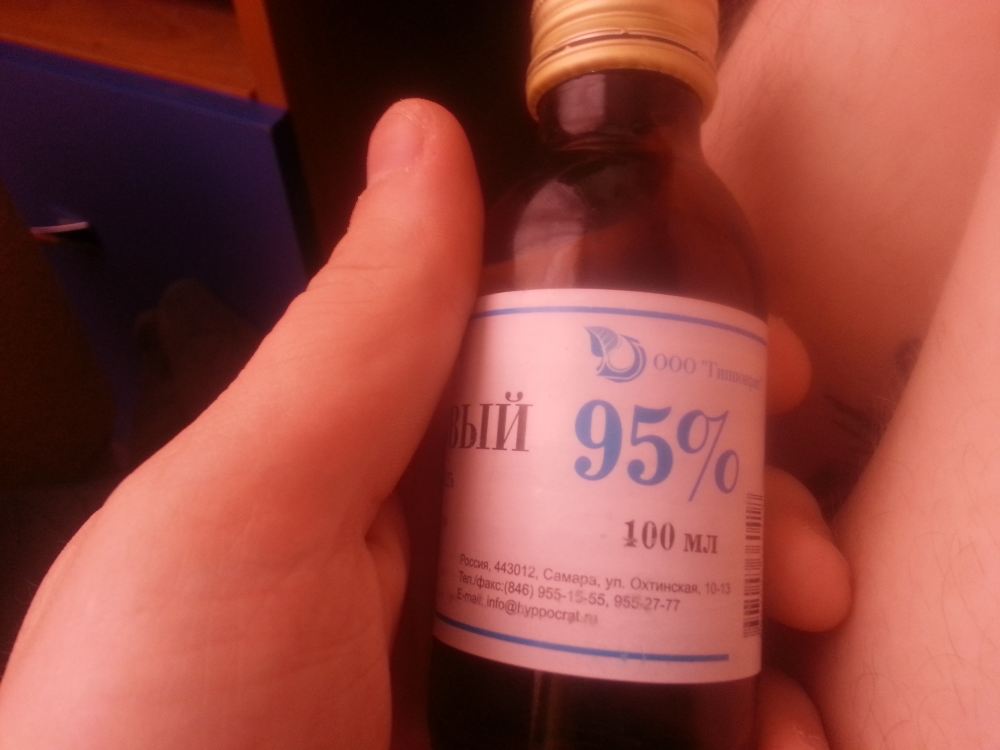 ООО "Гиппократ"
ВЫЙ 95%
100 мл
Россия, 443012, Самара, ул. Охтинская, 10-13
Тел./факс:(846) 955-15-55, 955-27-77
E-mail: info@hyppocrat.ru